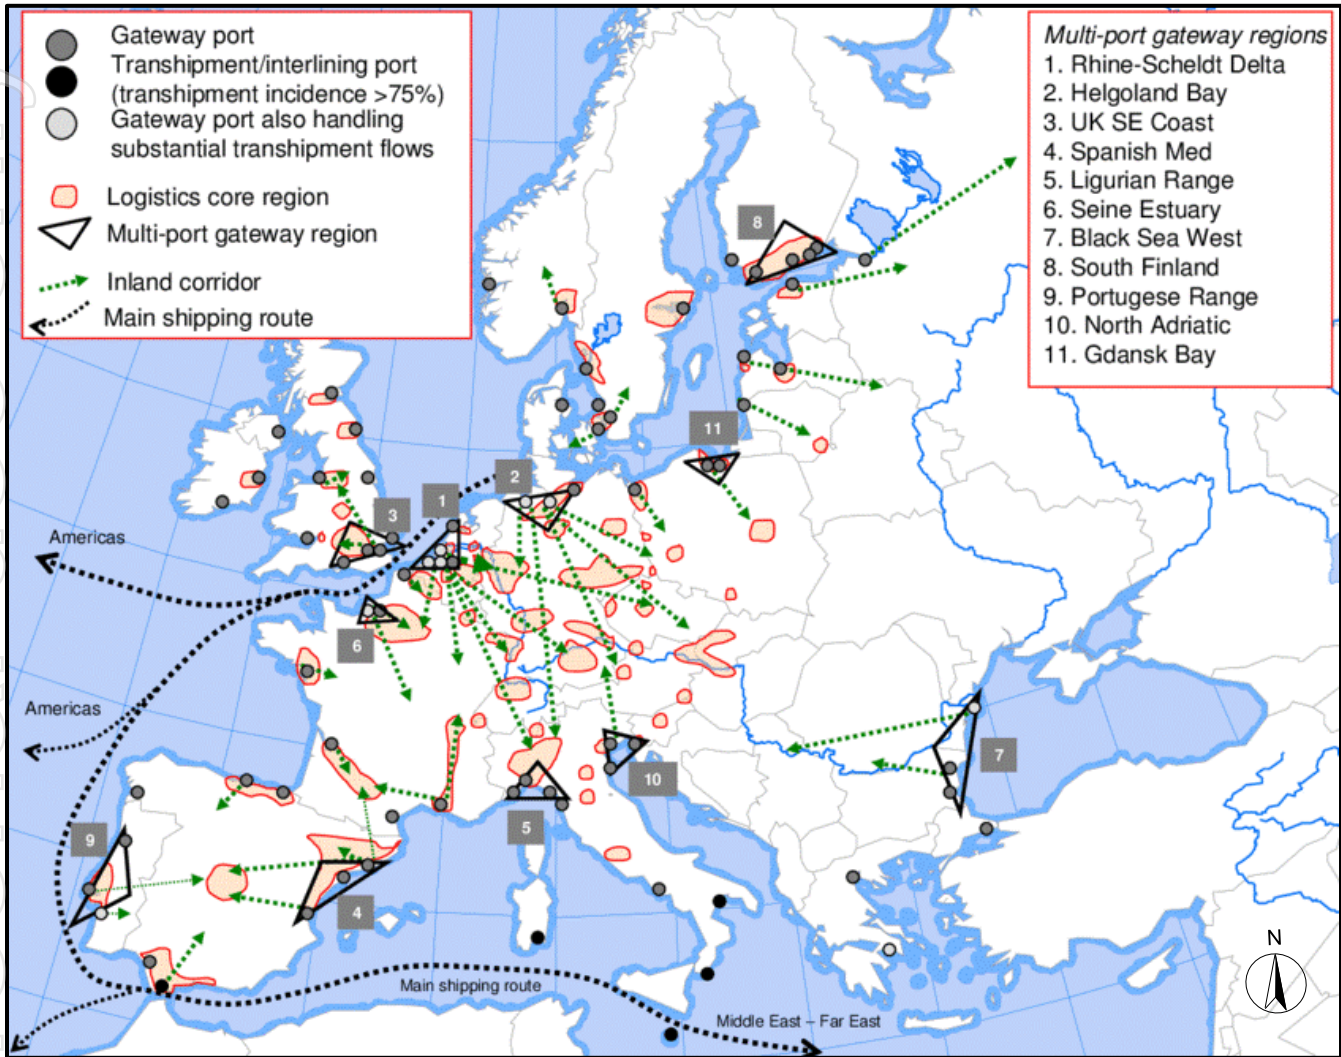 Gateway port
Transhipment/interlining port
(transhipment incidence >75%)
Gateway port also handling
substantial transhipment flows
Logistics core region
Multi-port gateway region
Inland corridor
Main shipping route
Multi-port gateway regions
1. Rhine-Scheldt Delta
2. Helgoland Bay
3. UK SE Coast
4. Spanish Med
5. Ligurian Range
6. Seine Estuary
7. Black Sea West
8. South Finland
9. Portugese Range
10. North Adriatic
11. Gdansk Bay
8
11
2
1
3
Americas
6
Americas
7
10
5
9
4
N
Main shipping route
Middle East – Far East